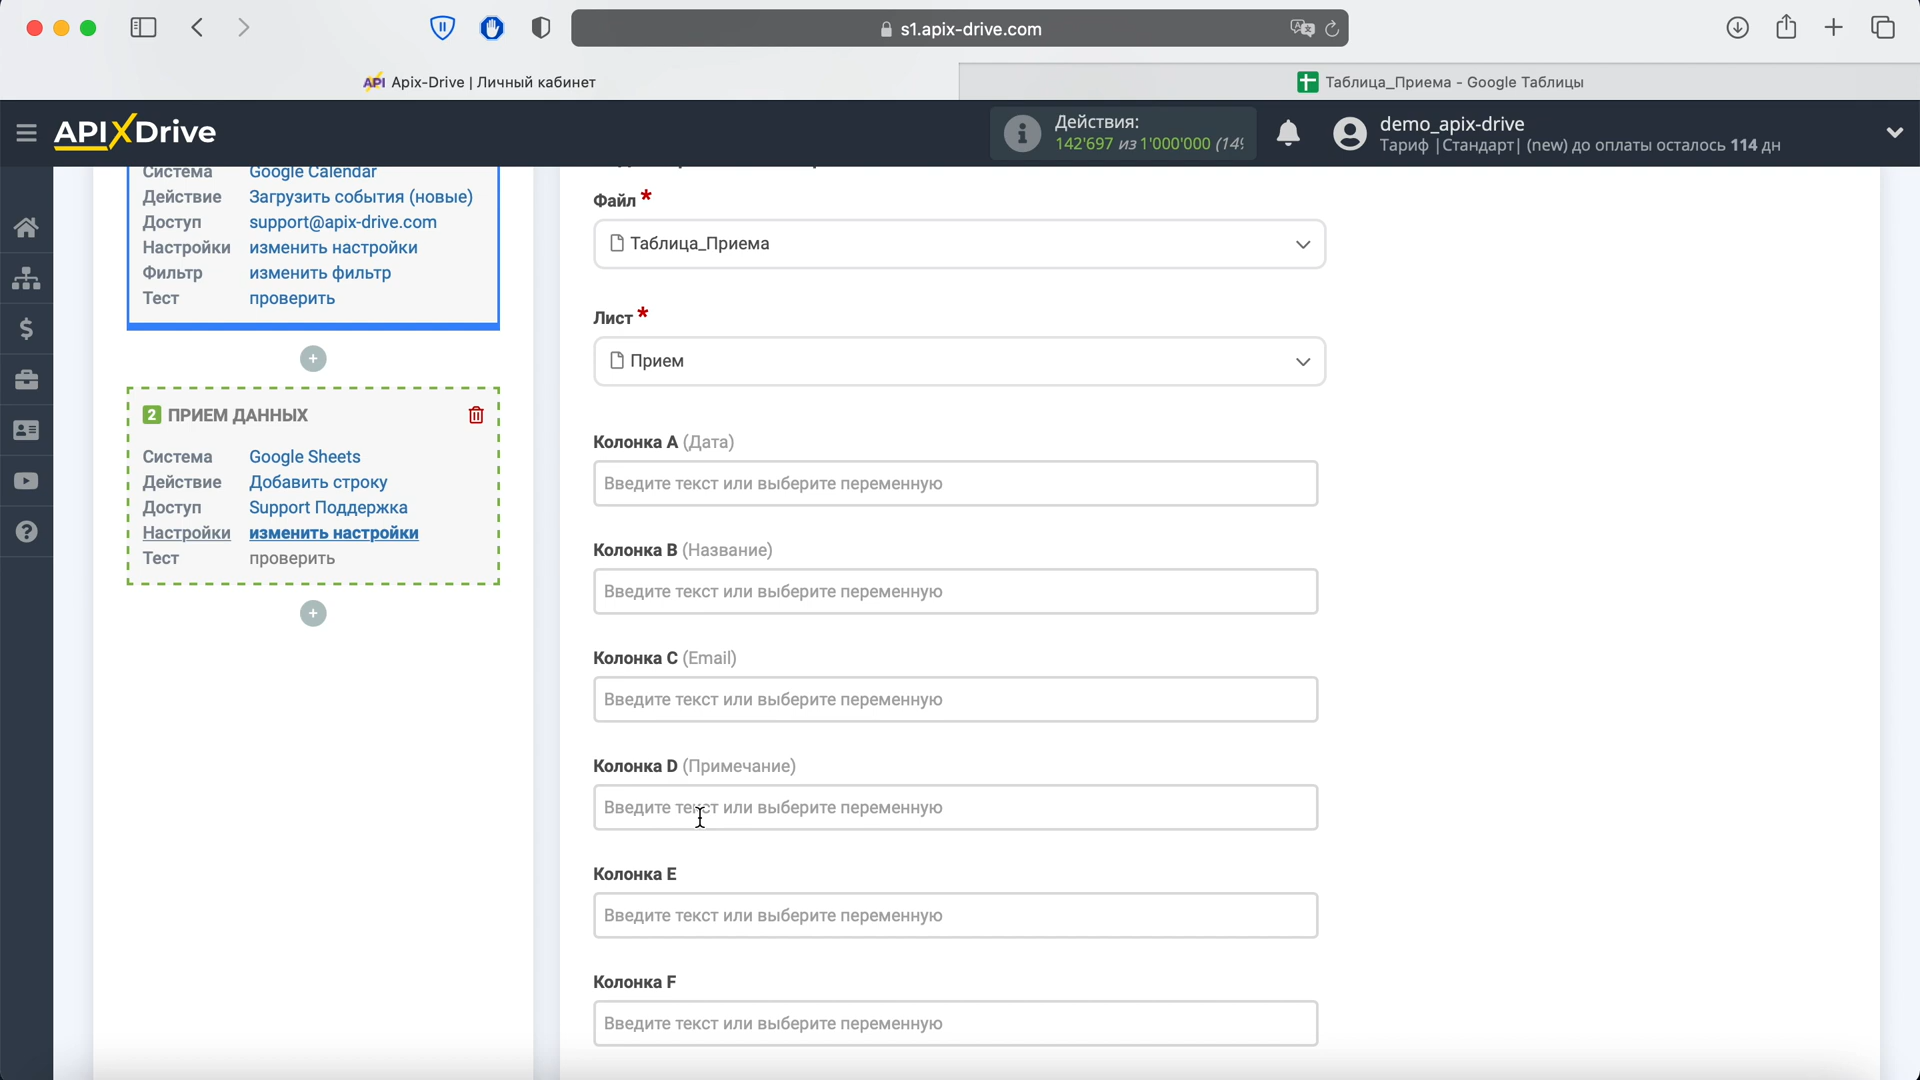 s1.apix-drive.com
API Apix-Drive | Личный кабинет
Таблица_Приема - Google Таблицы
APIXDrive
Действия:
142'697 из 1'000'000 (14%
demo_apix-drive
Тариф |Стандарт| (new) до оплаты осталось 114 дн
Система Google Calendar
Действие Загрузить события (новые)
Доступ support@apix-drive.com
Настройки изменить настройки
Фильтр изменить фильтр
Тест проверить
2 ПРИЕМ ДАННЫХ
Система Google Sheets
Действие Добавить строку
Доступ Support Поддержка
Настройки изменить настройки
Тест проверить
Файл *
Таблица_Приема
Лист *
Прием
Колонка A (Дата)
Введите текст или выберите переменную
Колонка B (Название)
Введите текст или выберите переменную
Колонка C (Email)
Введите текст или выберите переменную
Колонка D (Примечание)
Введите текст или выберите переменную
Колонка E
Введите текст или выберите переменную
Колонка F
Введите текст или выберите переменную